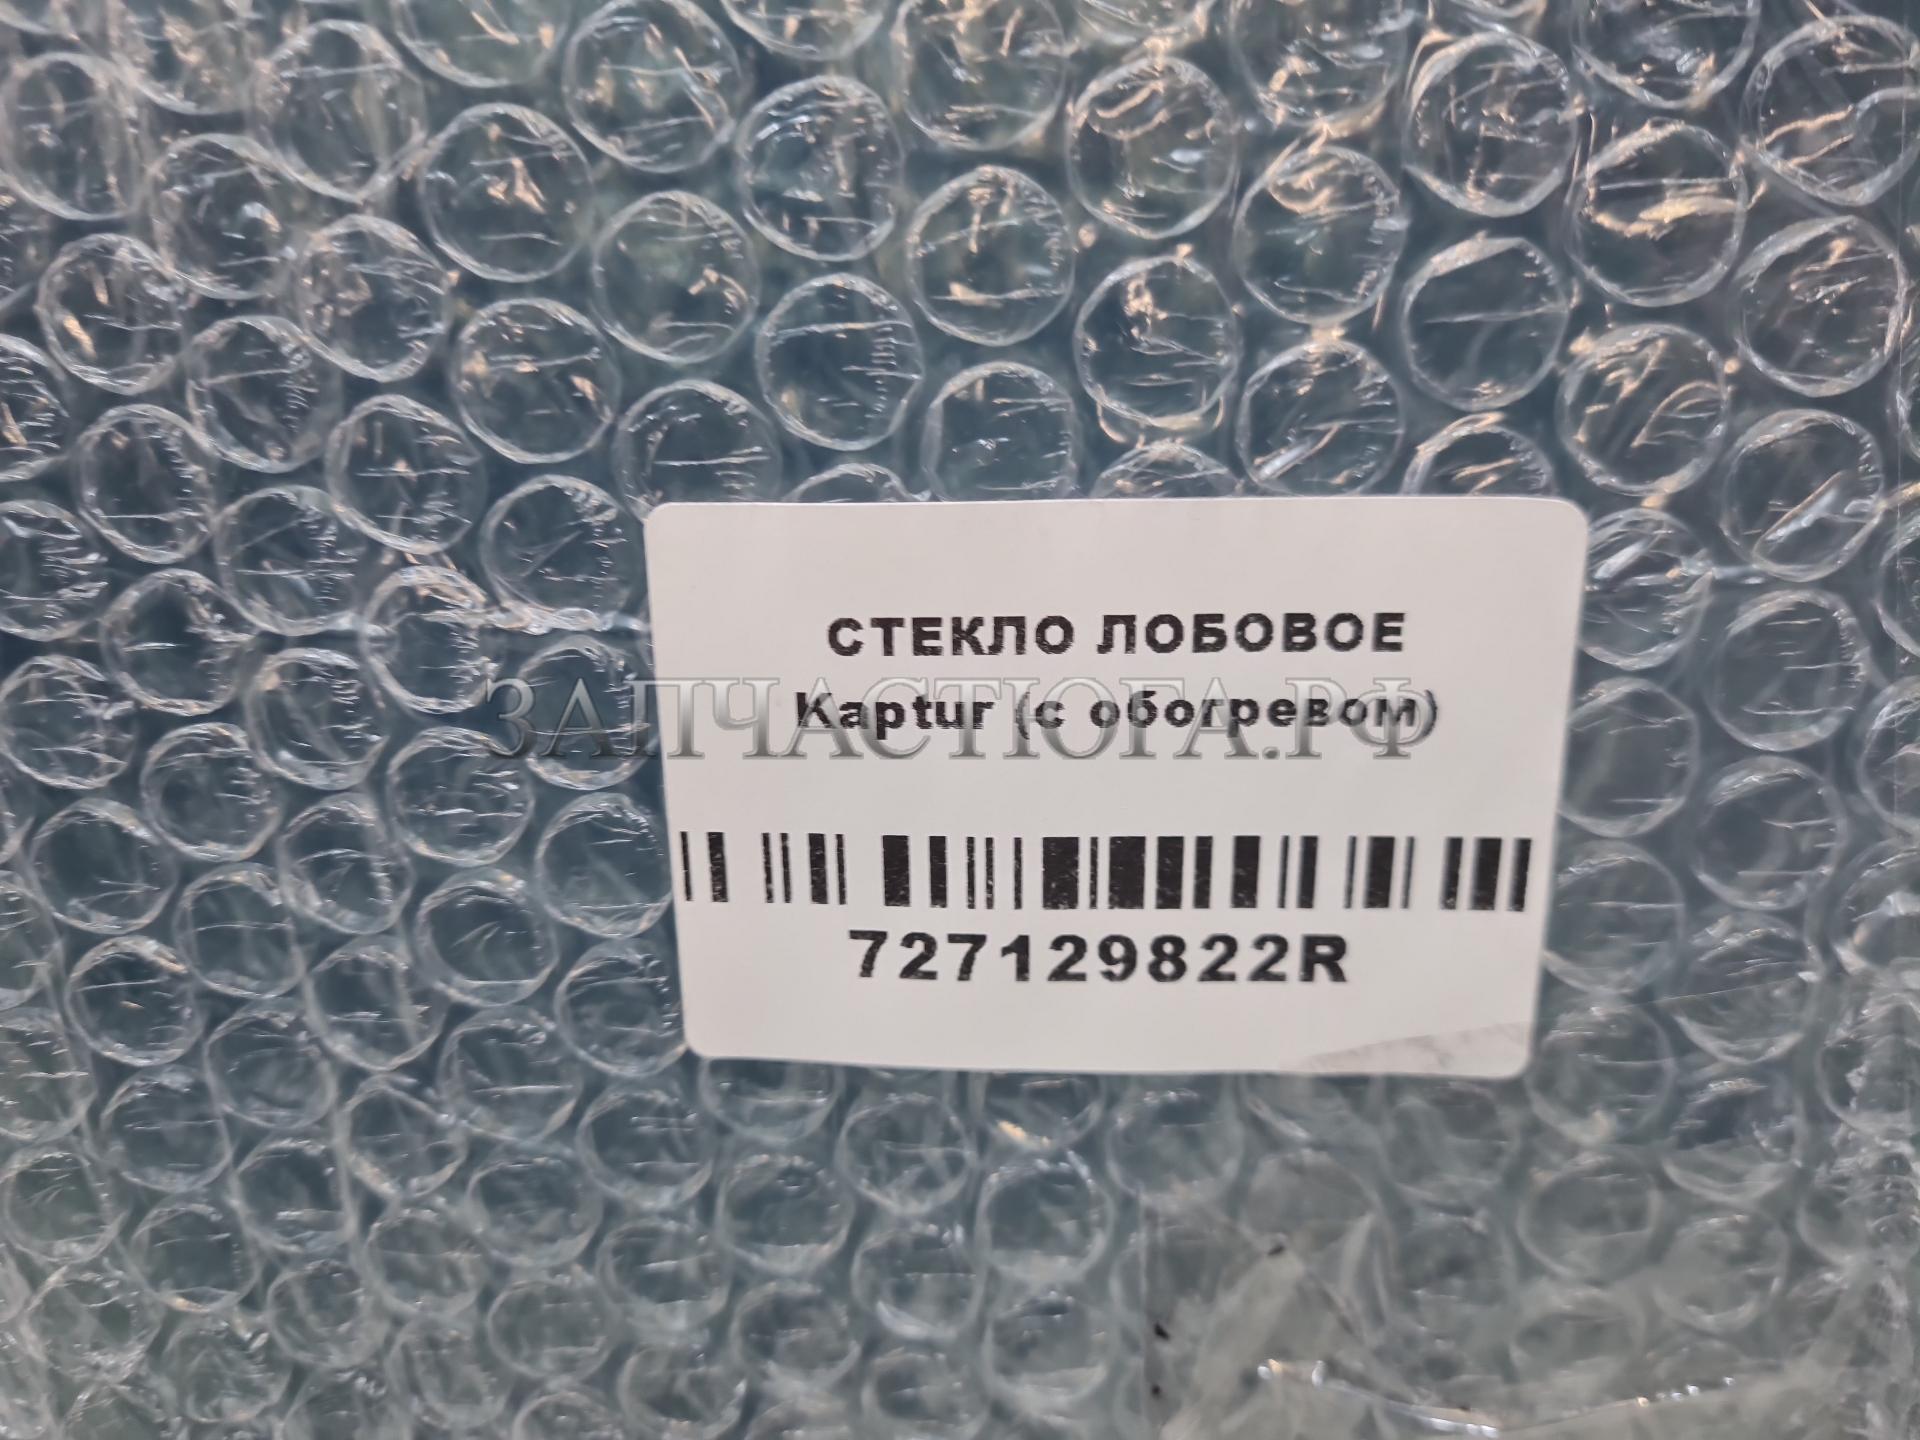 СТЕКЛО ЛОБОВОЕ
Kaptur (с обогревом)
ЗАПЧАСТЮГА.РФ
727129822R